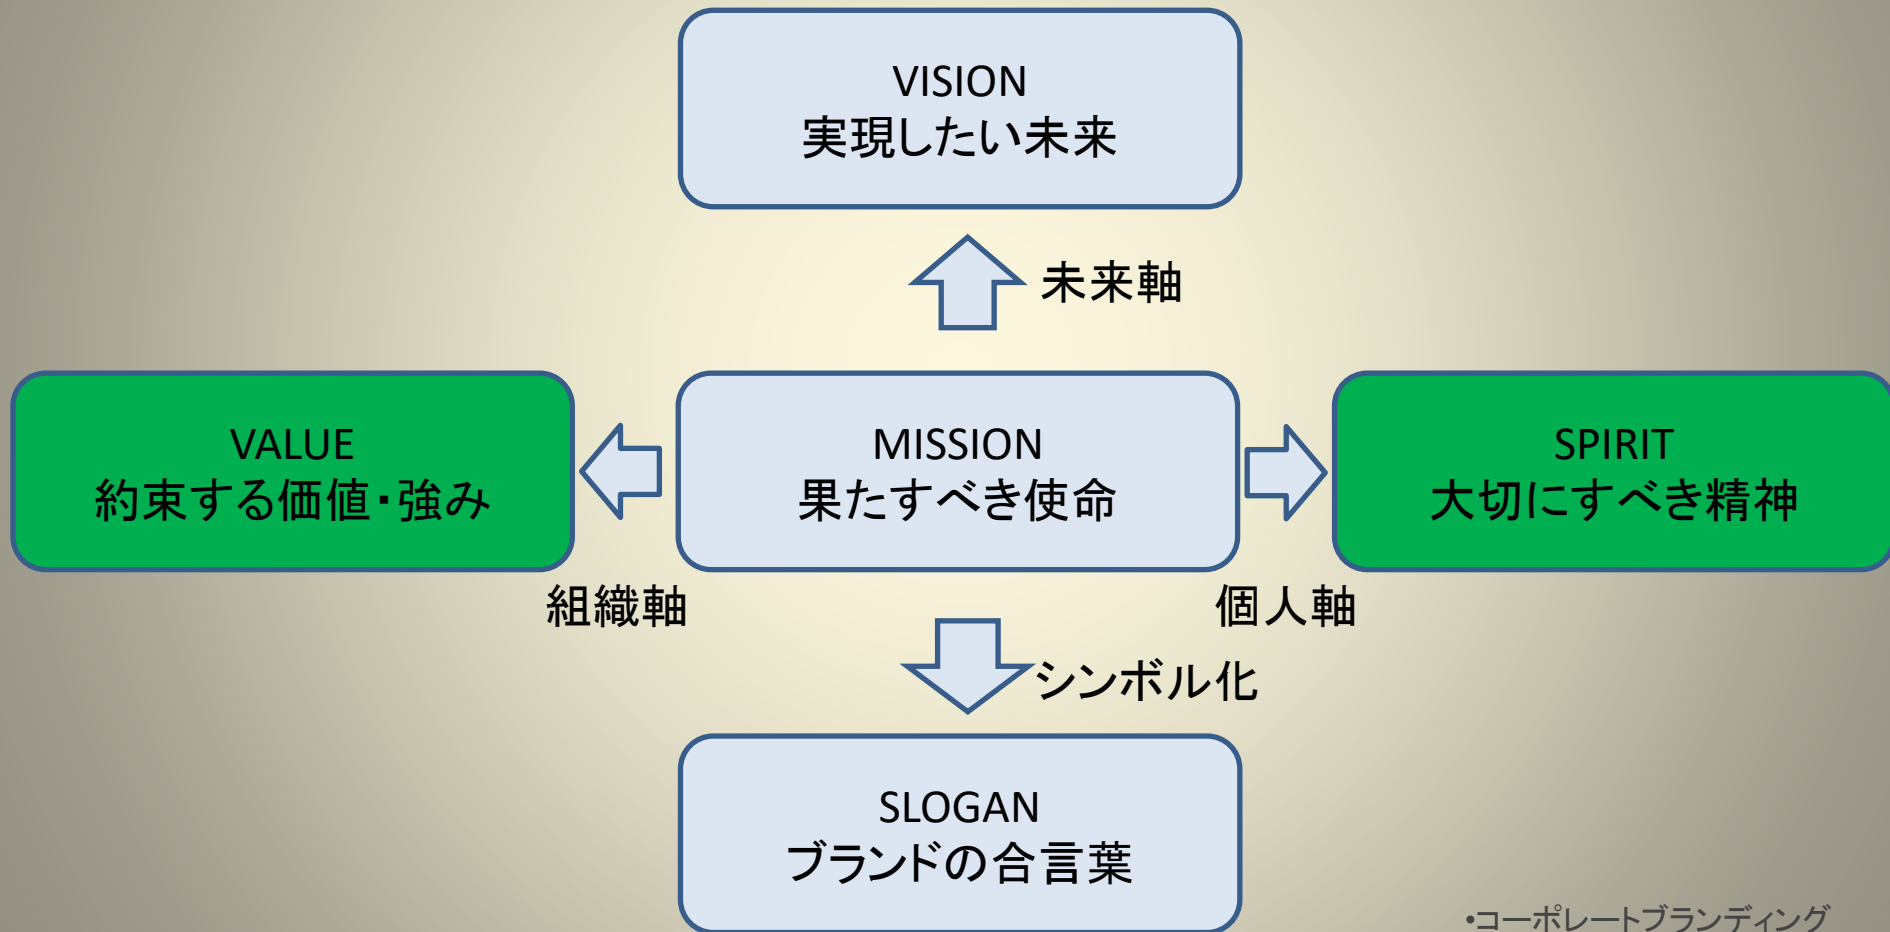 VISION
実現したい未来
未来軸
VALUE
約束する価値・強み
MISSION
果たすべき使命
SPIRIT
大切にすべき精神
組織軸
個人軸
シンボル化
SLOGAN
ブランドの合言葉
•コーポレートブランディング